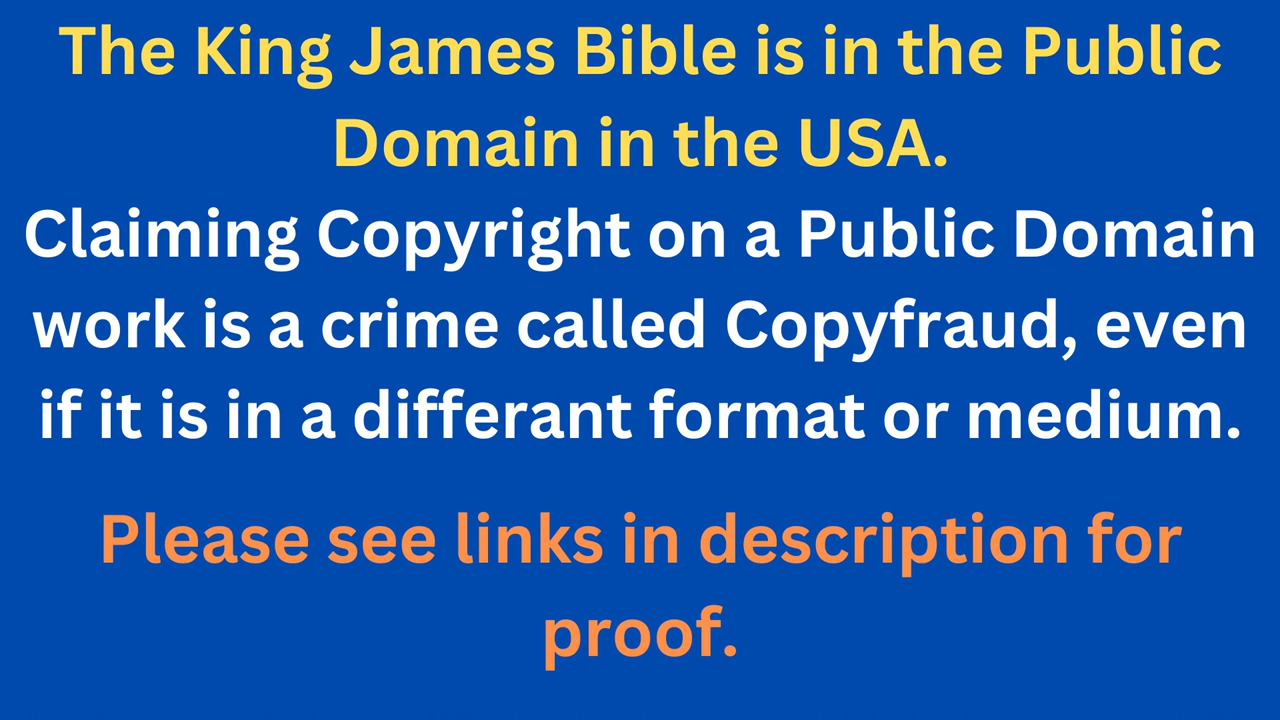 The King James Bible is in the Public
Domain in the USA.
Claiming Copyright on a Public Domain
work is a crime called Copyfraud, even
if it is in a differant format or medium.
Please see links in description for
proof.